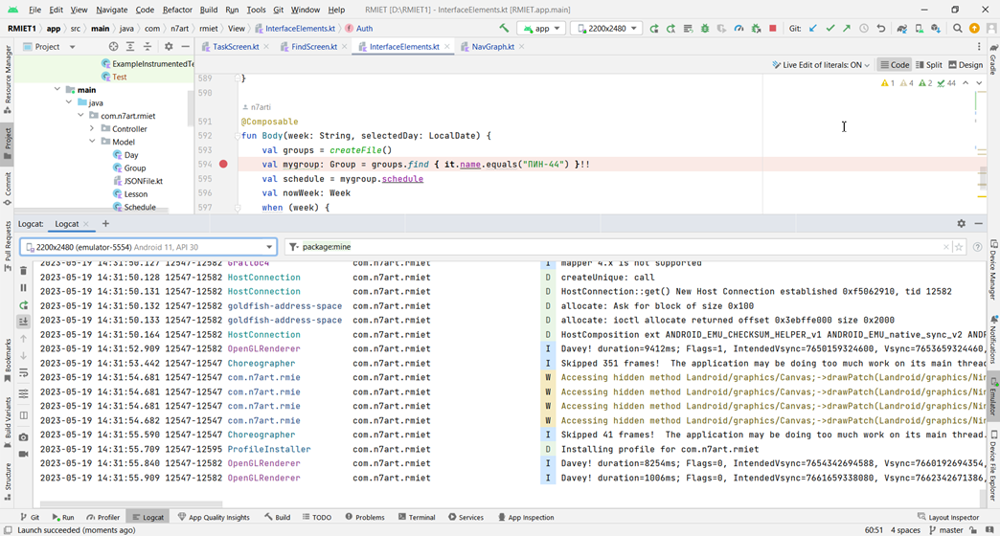 File Edit View Navigate Code Refactor Build Run Tools Git Window Help RMIET [D:\RMIET1] - InterfaceElements.kt [RMIET.app.main]
RMIET1 app src main java com n7art rmiet View InterfaceElements.kt Auth app 2200x2480 Git:
Project TaskScreen.kt FindScreen.kt InterfaceElements.kt NavGraph.kt
Live Edit of literals: ON Code Split Design
ExampleInstrumentedTe
Test
main
java
com.n7art.rmiet
Controller
Model
Day
Group
JSONFile.kt
Lesson
Schedule
1 4 2 44
589 }
590
n7arti
591 @Composable
592 fun Body(week: String, selectedDay: LocalDate) {
593 val groups = createFile()
594 val mygroup: Group = groups.find { it.name.equals("ПИН-44") }!!
595 val schedule = mygroup.schedule
596 val nowWeek: Week
597 when (week) {
Logcat: Logcat
2200x2480 (emulator-5554) Android 11, API 30 package:mine
2023-05-19 14:31:50.127 12547-12582 Gralloc4 com.n7art.rmiet I mapper 4.x is not supported
2023-05-19 14:31:50.128 12547-12582 HostConnection com.n7art.rmiet D createUnique: call
2023-05-19 14:31:50.131 12547-12582 HostConnection com.n7art.rmiet D HostConnection::get() New Host Connection established 0xf5062910, tid 12582
2023-05-19 14:31:50.132 12547-12582 goldfish-address-space com.n7art.rmiet D allocate: Ask for block of size 0x100
2023-05-19 14:31:50.133 12547-12582 goldfish-address-space com.n7art.rmiet D allocate: ioctl allocate returned offset 0x3ebffe000 size 0x2000
2023-05-19 14:31:50.164 12547-12582 HostConnection com.n7art.rmiet D HostComposition ext ANDROID_EMU_CHECKSUM_HELPER_v1 ANDROID_EMU_native_sync_v2 ANDR
2023-05-19 14:31:52.909 12547-12582 OpenGLRenderer com.n7art.rmiet I Davey! duration=9412ms; Flags=1, IntendedVsync=7650159324600, Vsync=7653659324460,
2023-05-19 14:31:53.442 12547-12547 Choreographer com.n7art.rmiet I Skipped 351 frames! The application may be doing too much work on its main thread
2023-05-19 14:31:54.681 12547-12547 com.n7art.rmie com.n7art.rmiet W Accessing hidden method Landroid/graphics/Canvas;->drawPatch(Landroid/graphics/Nin
2023-05-19 14:31:54.681 12547-12547 com.n7art.rmie com.n7art.rmiet W Accessing hidden method Landroid/graphics/Canvas;->drawPatch(Landroid/graphics/Nin
2023-05-19 14:31:54.681 12547-12547 com.n7art.rmie com.n7art.rmiet W Accessing hidden method Landroid/graphics/Canvas;->drawPatch(Landroid/graphics/Nin
2023-05-19 14:31:54.682 12547-12547 com.n7art.rmie com.n7art.rmiet W Accessing hidden method Landroid/graphics/Canvas;->drawPatch(Landroid/graphics/Nin
2023-05-19 14:31:55.590 12547-12547 Choreographer com.n7art.rmiet I Skipped 41 frames! The application may be doing too much work on its main thread.
2023-05-19 14:31:55.709 12547-12595 ProfileInstaller com.n7art.rmiet D Installing profile for com.n7art.rmiet
2023-05-19 14:31:55.840 12547-12582 OpenGLRenderer com.n7art.rmiet I Davey! duration=8254ms; Flags=0, IntendedVsync=7654342694588, Vsync=7660192694354,
2023-05-19 14:31:55.909 12547-12582 OpenGLRenderer com.n7art.rmiet I Davey! duration=1006ms; Flags=0, IntendedVsync=7661659338080, Vsync=7662342671386,
Resource Manager
Project
Commit
Pull Requests
Bookmarks
Build Variants
Structure
Gradle
Device Manager
Notifications
Emulator
Device File Explorer
Git Run Profiler Logcat App Quality Insights Build TODO Problems Terminal Services App Inspection Layout Inspector
Launch succeeded (moments ago) 60:51 4 spaces master